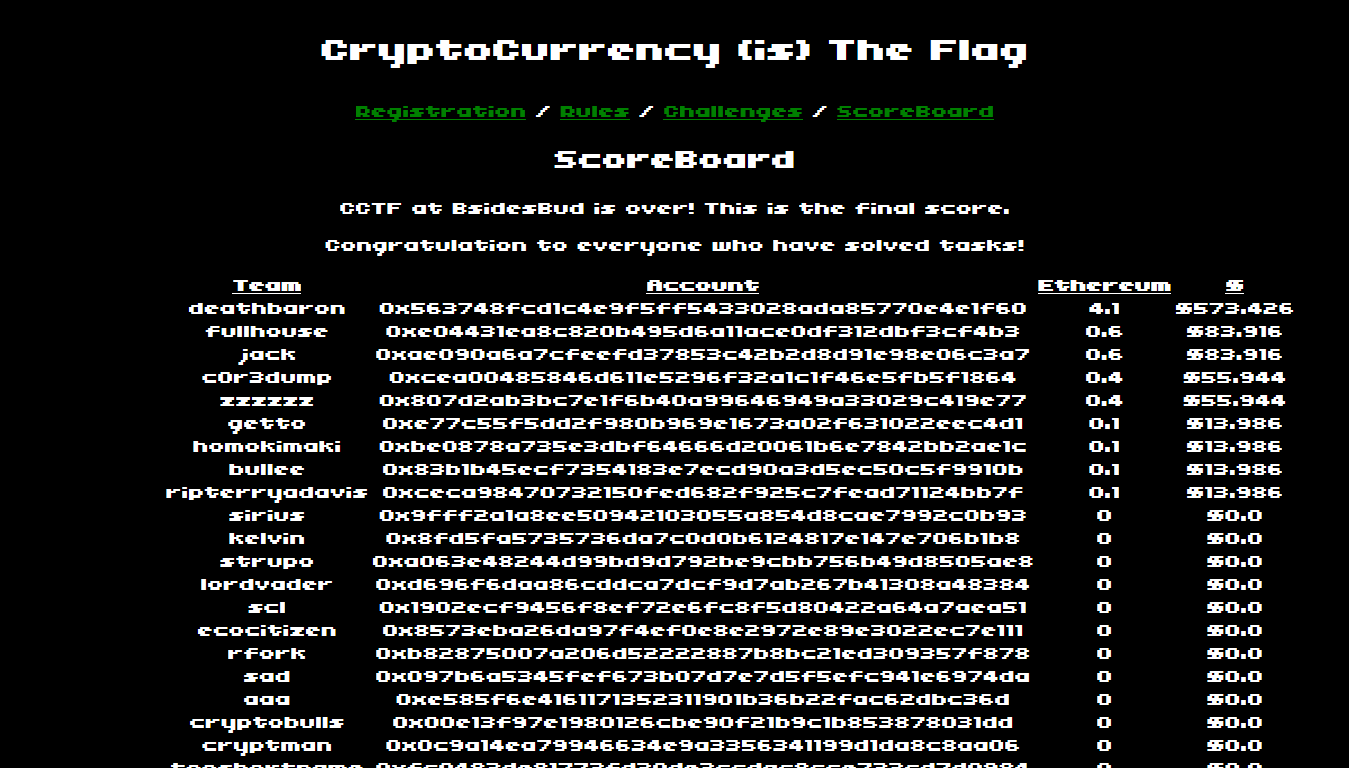 CryptoCurrency (is) The Flag
Registration / Rules / Challenges / ScoreBoard
ScoreBoard
CCTF at BsidesBud is over! This is the final score.
Congratulation to everyone who have solved tasks!
Team Account Ethereum $
deathbaron 0x563748fcd1c4e9f5ff5433028ada85770e4e1f60 4.1 $573.426
fullhouse 0xe04431ea8c820b495d6a11ace0df312dbf3cf4b3 0.6 $83.916
jack 0xae090a6a7cfeefd37853c42b2d8d91e98e06c3a7 0.6 $83.916
c0r3dump 0xcea00485846d611e5296f32a1c1f46e5fb5f1864 0.4 $55.944
zzzzzz 0x807d2ab3bc7e1f6b40a99646949a33029c419e77 0.4 $55.944
getto 0xe77c55f5dd2f980b969e1673a02f631022eec4d1 0.1 $13.986
homokimaki 0xbe0878a735e3dbf64666d20061b6e7842bb2ae1c 0.1 $13.986
bullee 0x83b1b45ecf7354183e7ecd90a3d5ec50c5f9910b 0.1 $13.986
ripterryadavis 0xceca98470732150fed682f925c7fead71124bb7f 0.1 $13.986
sirius 0x9fff2a1a8ee50942103055a854d8cae7992c0b93 0 $0.0
kelvin 0x8fd5fa5735736da7c0d0b6124817e147e706b1b8 0 $0.0
strupo 0xa063e48244d99bd9d792be9cbb756b49d8505ae8 0 $0.0
lordvader 0xd696f6daa86cddca7dcf9d7ab267b41308a48384 0 $0.0
scl 0x1902ecf9456f8ef72e6fc8f5d80422a64a7aea51 0 $0.0
ecocitizen 0x8573eba26da97f4ef0e8e2972e89e3022ec7e111 0 $0.0
rfork 0xb82875007a206d52222887b8bc21ed309357f878 0 $0.0
sad 0x097b6a5345fef673b07d7e7d5f5efc941e6974da 0 $0.0
aaa 0xe585f6e4161171352311901b36b22fac62dbc36d 0 $0.0
cryptobulls 0x00e13f97e1980126cbe90f21b9c1b853878031dd 0 $0.0
cryptman 0x0c9a14ea79946634e9a3356341199d1da8c8aa06 0 $0.0